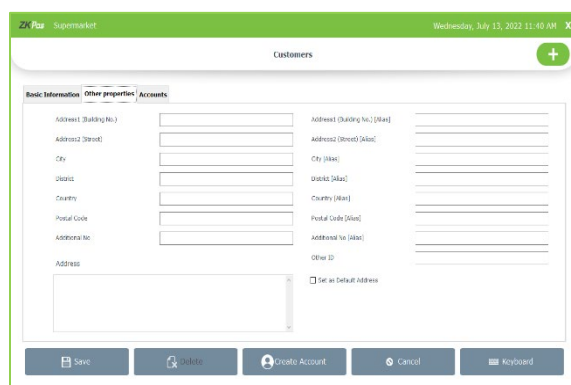 ZKPos Supermarket Wednesday, July 13, 2022 11:40 AM X
Customers
+
Basic Information Other properties Accounts
Address1 (Building No.) Address1 (Building No.) [Alias]
Address2 (Street) Address2 (Street) [Alias]
City City [Alias]
District District [Alias]
Country Country [Alias]
Postal Code Postal Code [Alias]
Additional No Additional No [Alias]
Other ID
Address
Set as Default Address
Save Delete Create Account Cancel Keyboard